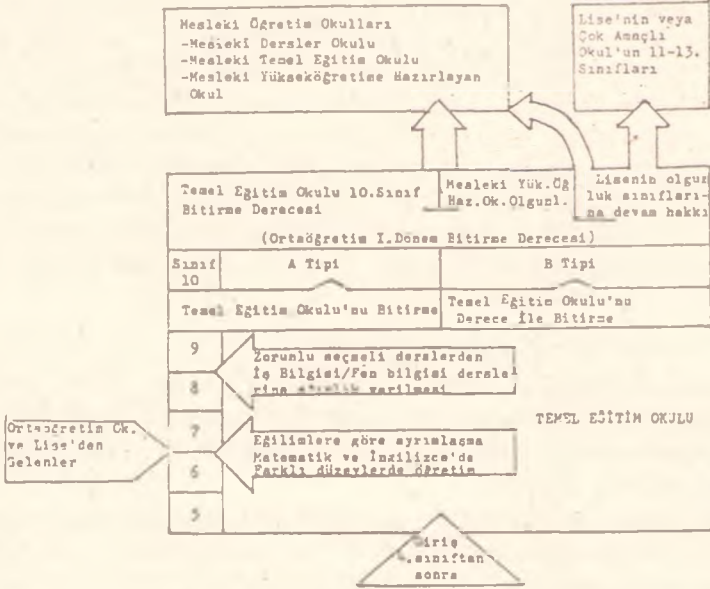 Mesleki Öğretim Okulları
-Mesleki Dersler Okulu
-Mesleki Temel Eğitim Okulu
-Mesleki Yükseköğretime Hazırlayan
Okul
Lise'nin veya
Çok Amaçlı
Okul'un 11-13.
Sınıfları
Temel Eğitim Okulu 10.Sınıf
Bitirme Derecesi
Mesleki Yük.Öğ
Haz.Ok.Olgunl.
Lisenin olgun
luk sınıfları-
na devam hakkı
(Ortaöğretim I.Dönem Bitirme Derecesi)
Sınıf
10
A Tipi
B Tipi
Temel Eğitim Okulu'nu Bitirme
Temel Eğitim Okulu'nu
Derece İle Bitirme
9
Zorunlu seçmeli derslerden
İş Bilgisi/Fen bilgisi dersle
rine verilmesi
8
TEMEL EĞİTİM OKULU
Ortaöğretim Ok.
ve Lise'den
Gelenler
7
Eğilimlere göre ayrımlaşma
Matematik ve İngilizce'de
Farklı düzeylerde öğretim
6
5
Giriş
sınıftan
sonra